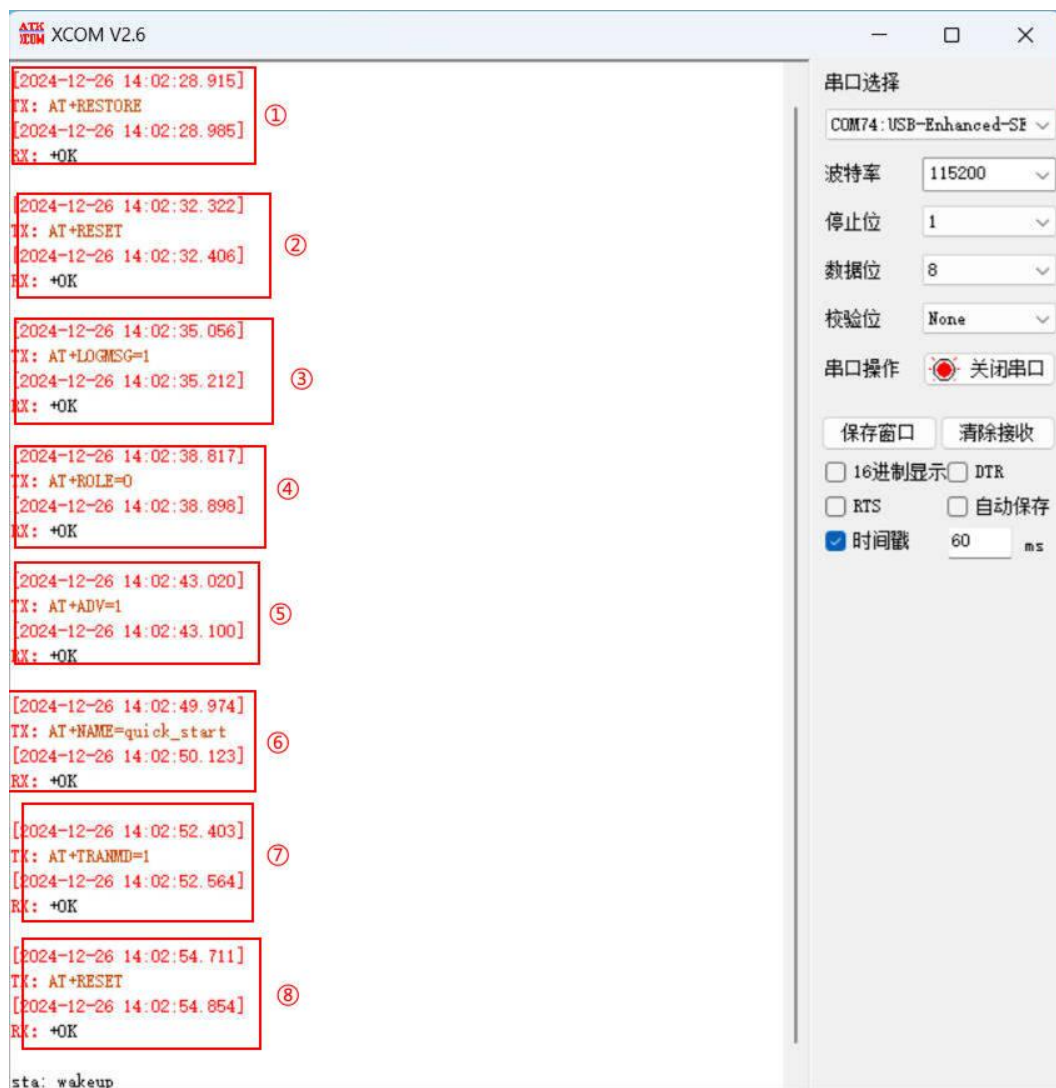 ATK XCOM XCOM V2.6
[2024-12-26 14:02:28.915]
TX: AT+RESTORE
[2024-12-26 14:02:28.985]
RX: +OK
①
[2024-12-26 14:02:32.322]
TX: AT+RESET
[2024-12-26 14:02:32.406]
RX: +OK
②
[2024-12-26 14:02:35.056]
TX: AT+LOGMSG=1
[2024-12-26 14:02:35.212]
RX: +OK
③
[2024-12-26 14:02:38.817]
TX: AT+ROLE=0
[2024-12-26 14:02:38.898]
RX: +OK
④
[2024-12-26 14:02:43.020]
TX: AT+ADV=1
[2024-12-26 14:02:43.100]
RX: +OK
⑤
[2024-12-26 14:02:49.974]
TX: AT+NAME=quick_start
[2024-12-26 14:02:50.123]
RX: +OK
⑥
[2024-12-26 14:02:52.403]
TX: AT+TRANMD=1
[2024-12-26 14:02:52.564]
RX: +OK
⑦
[2024-12-26 14:02:54.711]
TX: AT+RESET
[2024-12-26 14:02:54.854]
RX: +OK
⑧
sta: wakeup
串口选择
COM74:USB-Enhanced-SE
波特率 115200
停止位 1
数据位 8
校验位 None
串口操作 关闭串口
保存窗口 清除接收
16进制显示 DTR
RTS 自动保存
时间戳 60 ms